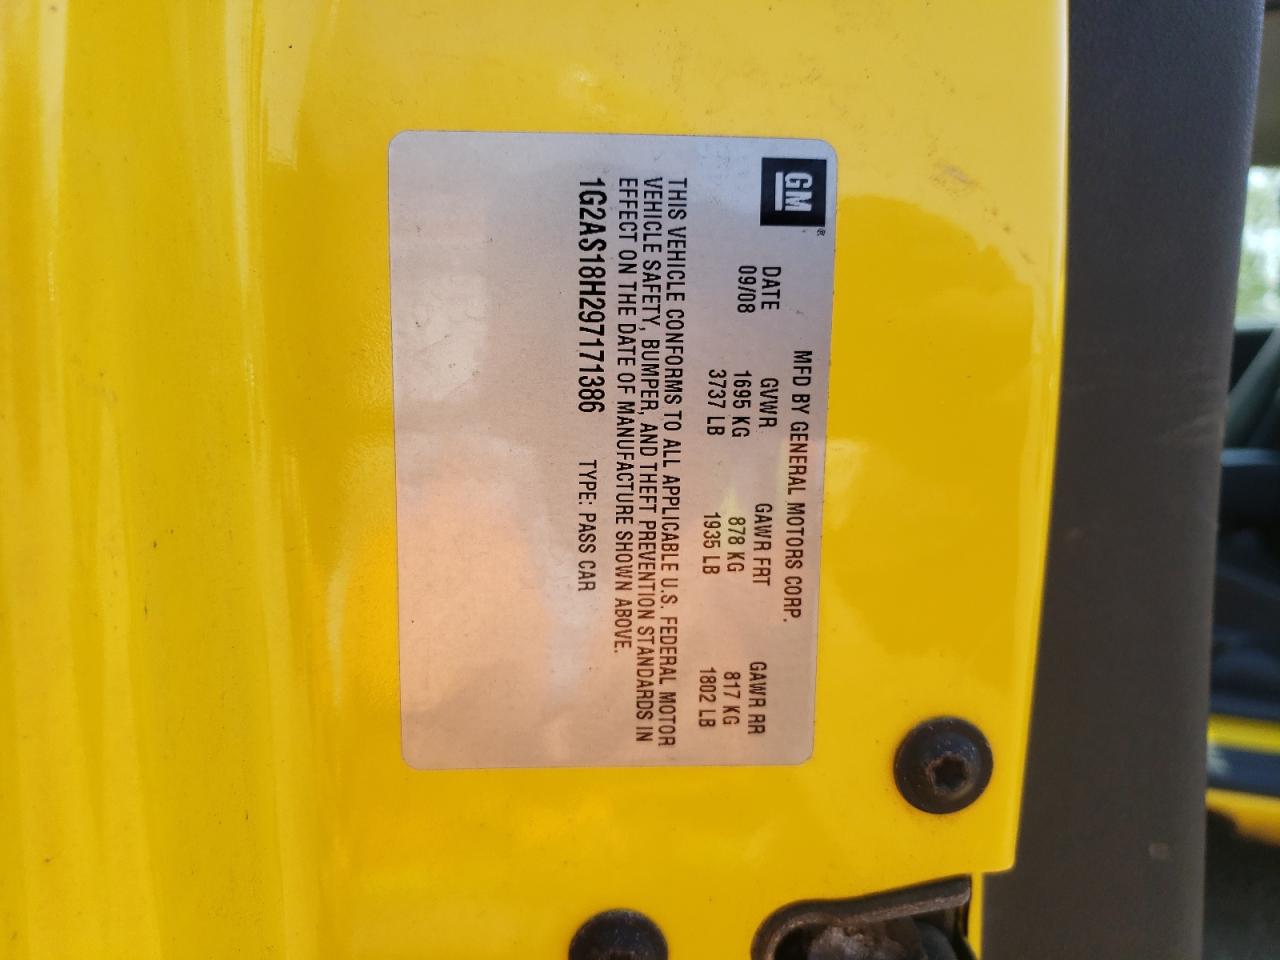 GM®
MFD BY GENERAL MOTORS CORP.
DATE GVWR GAWR FRT GAWR RR
09/08 1695 KG 878 KG 817 KG
3737 LB 1935 LB 1802 LB
THIS VEHICLE CONFORMS TO ALL APPLICABLE U.S. FEDERAL MOTOR
VEHICLE SAFETY, BUMPER, AND THEFT PREVENTION STANDARDS IN
EFFECT ON THE DATE OF MANUFACTURE SHOWN ABOVE.
1G2AS18H297171386 TYPE: PASS CAR